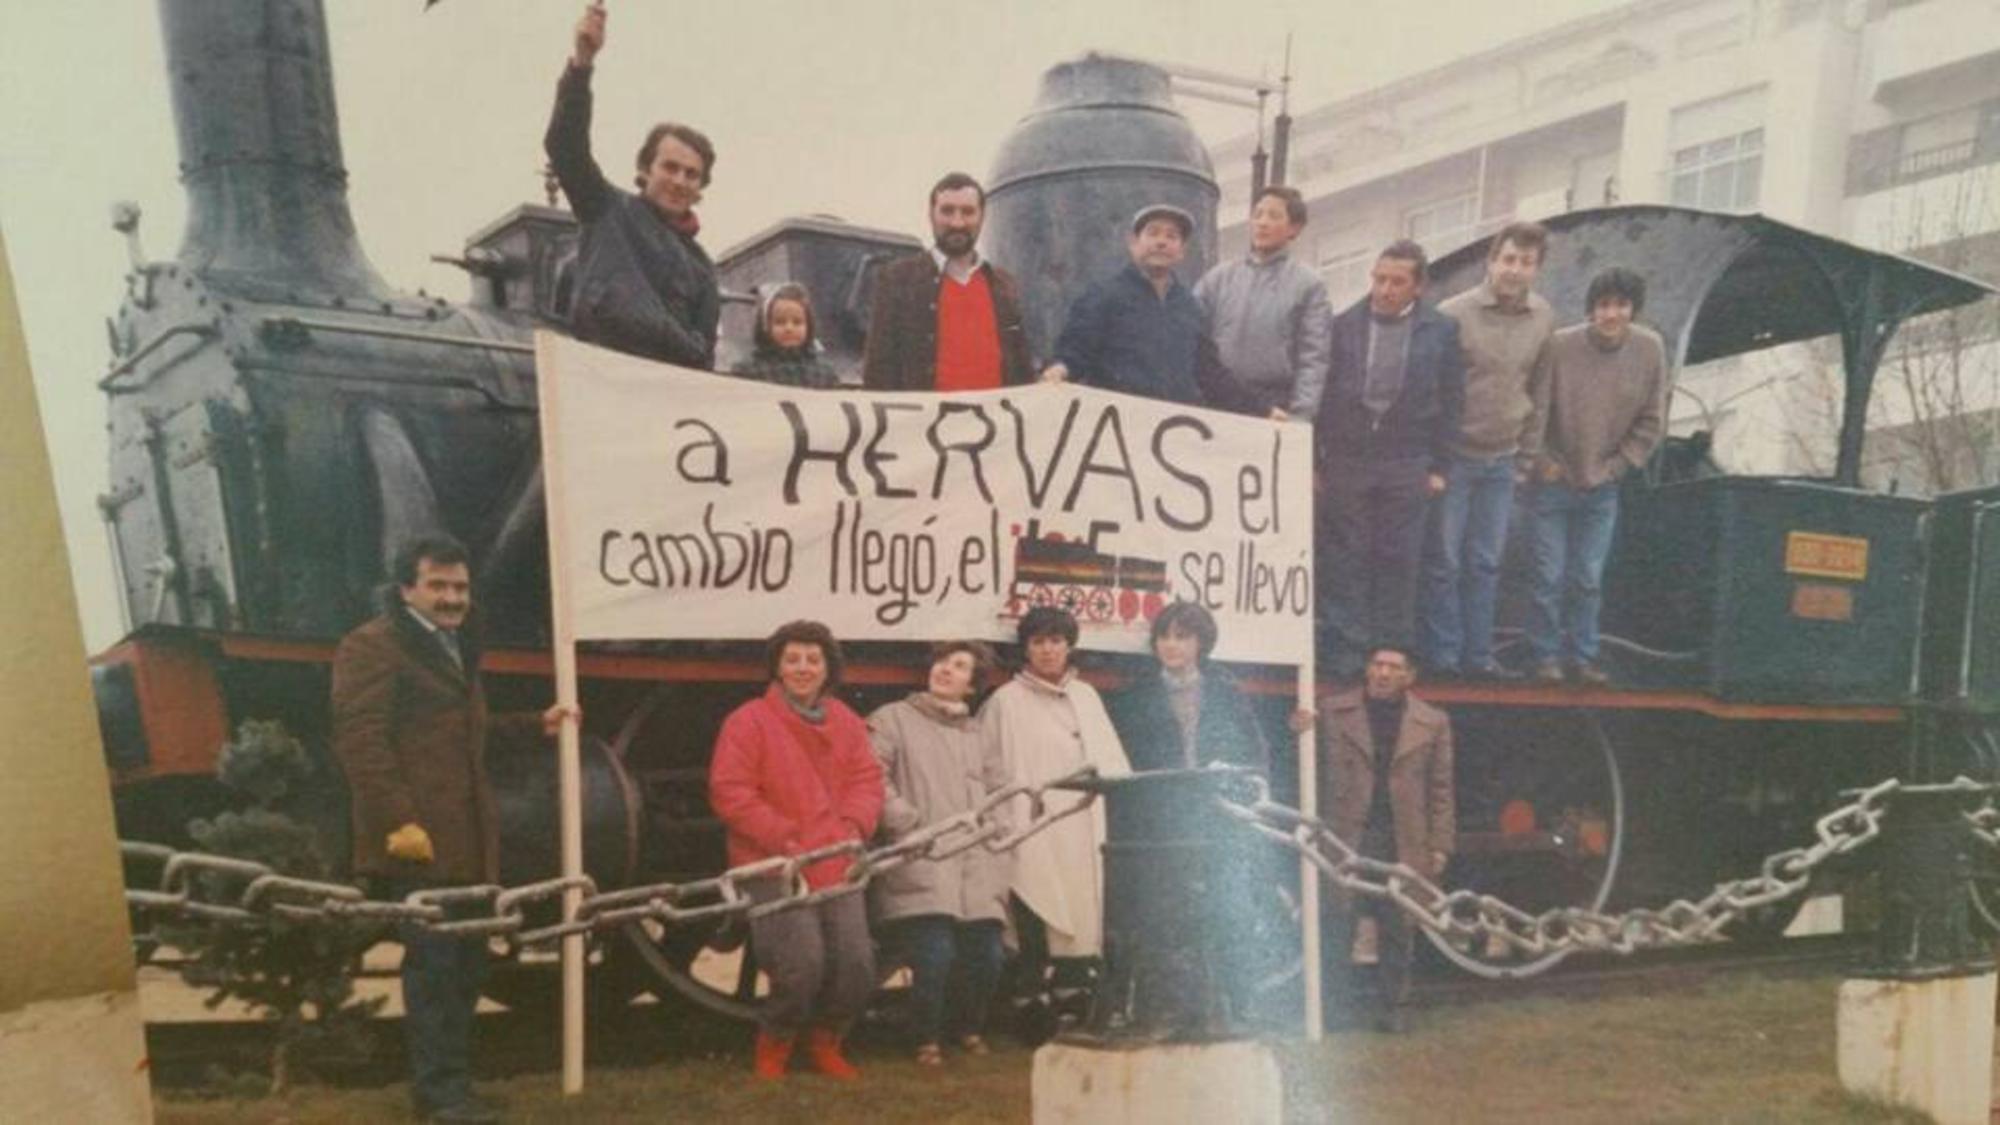 a HERVAS el
cambio llegó, el se llevó